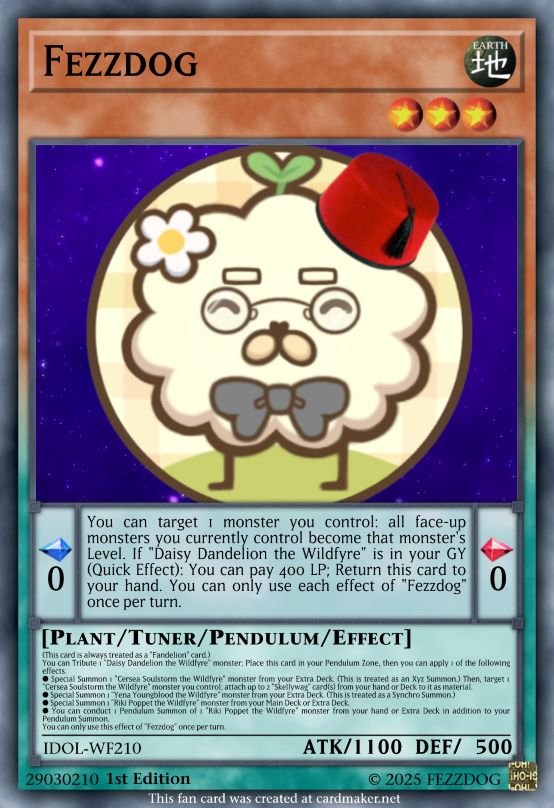 Fezzdog
EARTH
地
You can target 1 monster you control: all face-up
monsters you currently control become that monster's
Level. If "Daisy Dandelion the Wildfyre" is in your GY
(Quick Effect): You can pay 400 LP; Return this card to
your hand. You can only use each effect of "Fezzdog"
once per turn.
0
0
[Plant/Tuner/Pendulum/Effect]
(This card is always treated as a "Fandelion" card.)
You can Tribute 1 "Daisy Dandelion the Wildfyre" monster; Place this card in your Pendulum Zone, then you can apply 1 of the following
effects.
● Special Summon 1 "Cersea Soulstorm the Wildfyre" monster from your Extra Deck. (This is treated as an Xyz Summon.) Then, target 1
"Cersea Soulstorm the Wildfyre" monster you control; attach up to 2 "Skellywag" card(s) from your hand or Deck to it as material.
● Special Summon 1 "Yena Youngblood the Wildfyre" monster from your Extra Deck. (This is treated as a Synchro Summon.)
● Special Summon 1 "Riki Poppet the Wildfyre" monster from your Main Deck or Extra Deck.
● You can conduct 1 Pendulum Summon of 1 "Riki Poppet the Wildfyre" monster from your hand or Extra Deck in addition to your
Pendulum Summon.
You can only use this effect of "Fezzdog" once per turn.
IDOL-WF210
ATK/1100 DEF/ 500
29030210 1st Edition
© 2025 FEZZDOG
This fan card was created at cardmaker.net